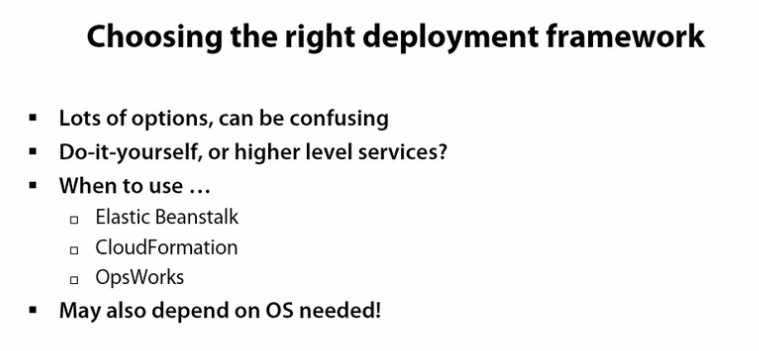 Choosing the right deployment framework
▪ Lots of options, can be confusing
▪ Do-it-yourself, or higher level services?
▪ When to use …
▫ Elastic Beanstalk
▫ CloudFormation
▫ OpsWorks
▪ May also depend on OS needed!